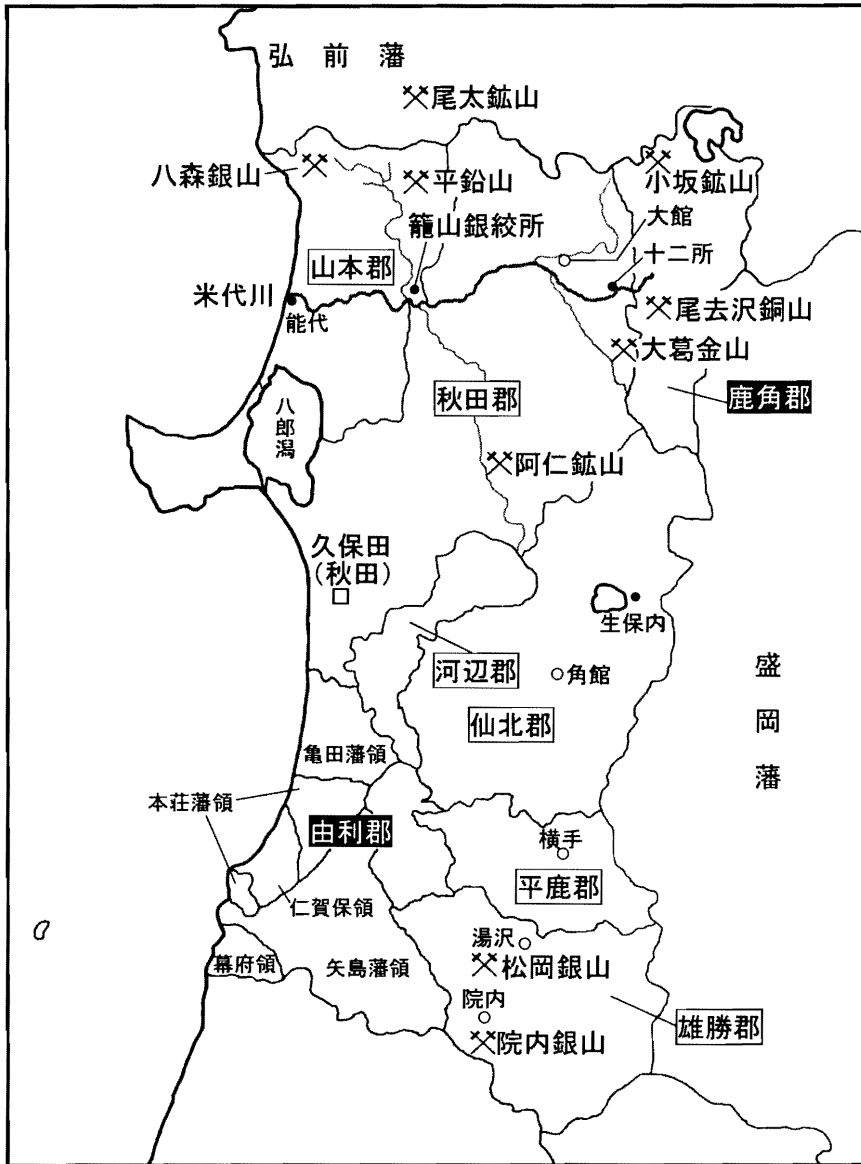 弘前藩
尾太鉱山
八森銀山
平鉛山
小坂鉱山
籠山銀絞所
大館
山本郡
十二所
米代川
能代
尾去沢銅山
大葛金山
秋田郡
鹿角郡
八郎潟
阿仁鉱山
久保田
(秋田)
生保内
河辺郡
角館
盛岡藩
仙北郡
亀田藩領
本荘藩領
由利郡
横手
平鹿郡
仁賀保領
湯沢
幕府領
矢島藩領
松岡銀山
院内
雄勝郡
院内銀山